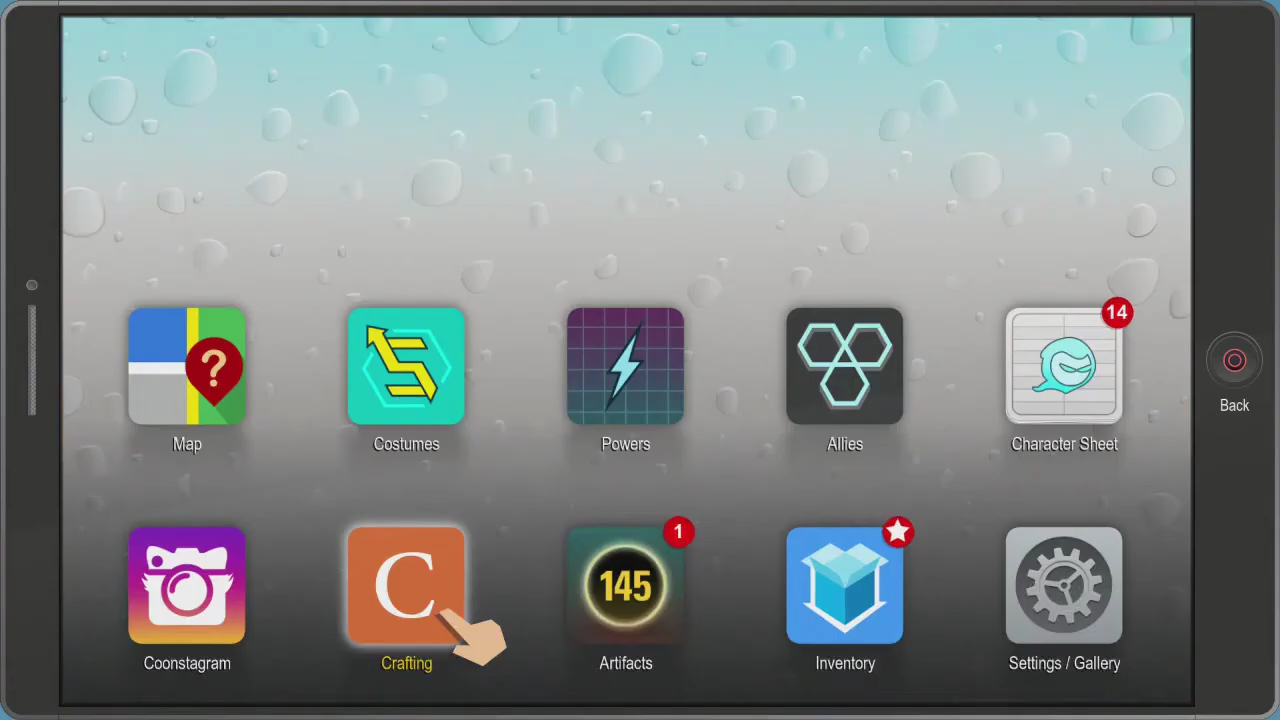 14
?
Map
Costumes
Powers
Allies
Character Sheet
Back
1
C
145
Coonstagram
Crafting
Artifacts
Inventory
Settings / Gallery